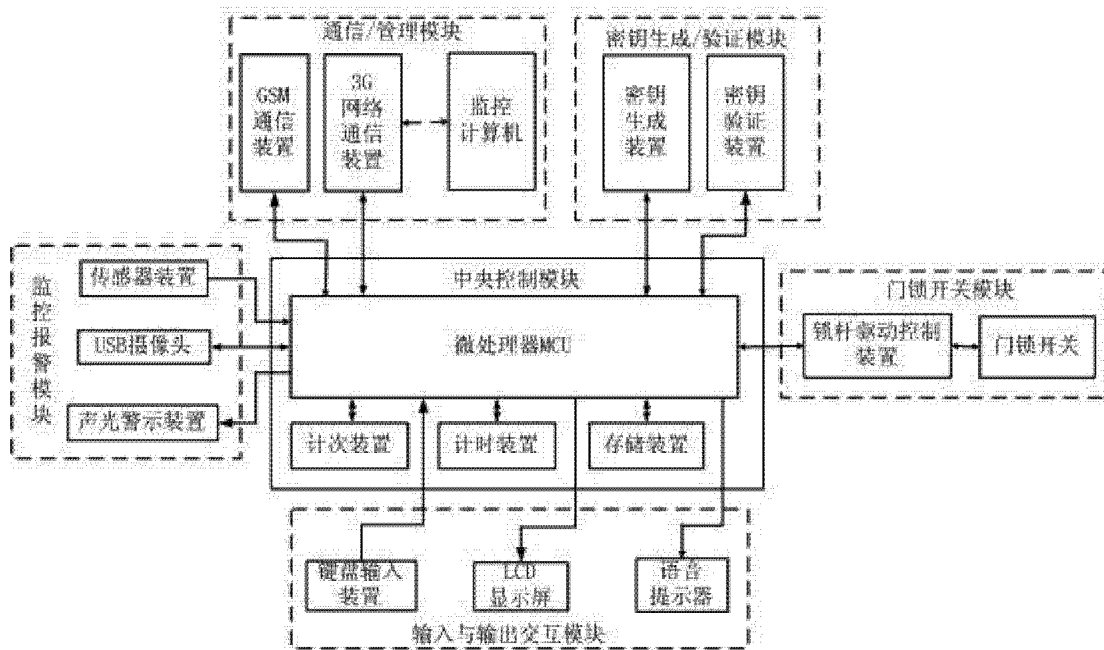 通信/管理模块
GSM
通信
装置
3G
网络
通信
装置
监控
计算机
密钥生成/验证模块
密钥
生成
装置
密钥
验证
装置
监控报警模块
传感器装置
USB摄像头
声光警示装置
中央控制模块
微处理器MCU
计次装置
计时装置
存储装置
门锁开关模块
锁杆驱动控制
装置
门锁开关
键盘输入
装置
LCD
显示屏
语音
提示器
输入与输出交互模块